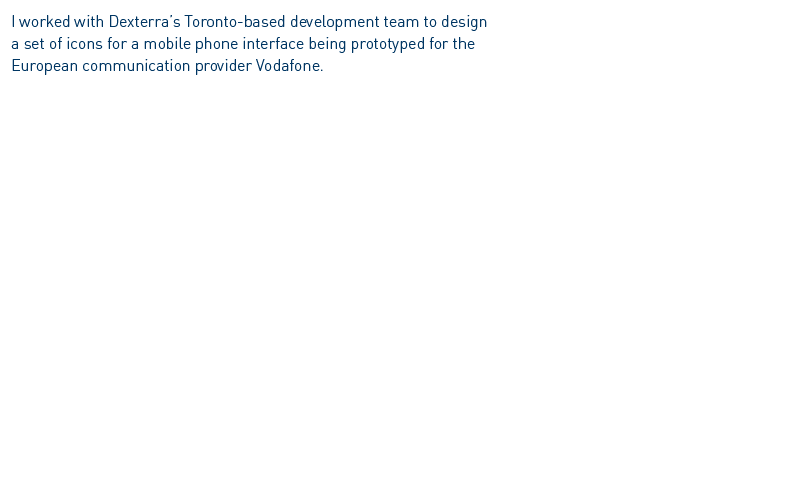 I worked with Dexterra's Toronto-based development team to design
a set of icons for a mobile phone interface being prototyped for the
European communication provider Vodafone.